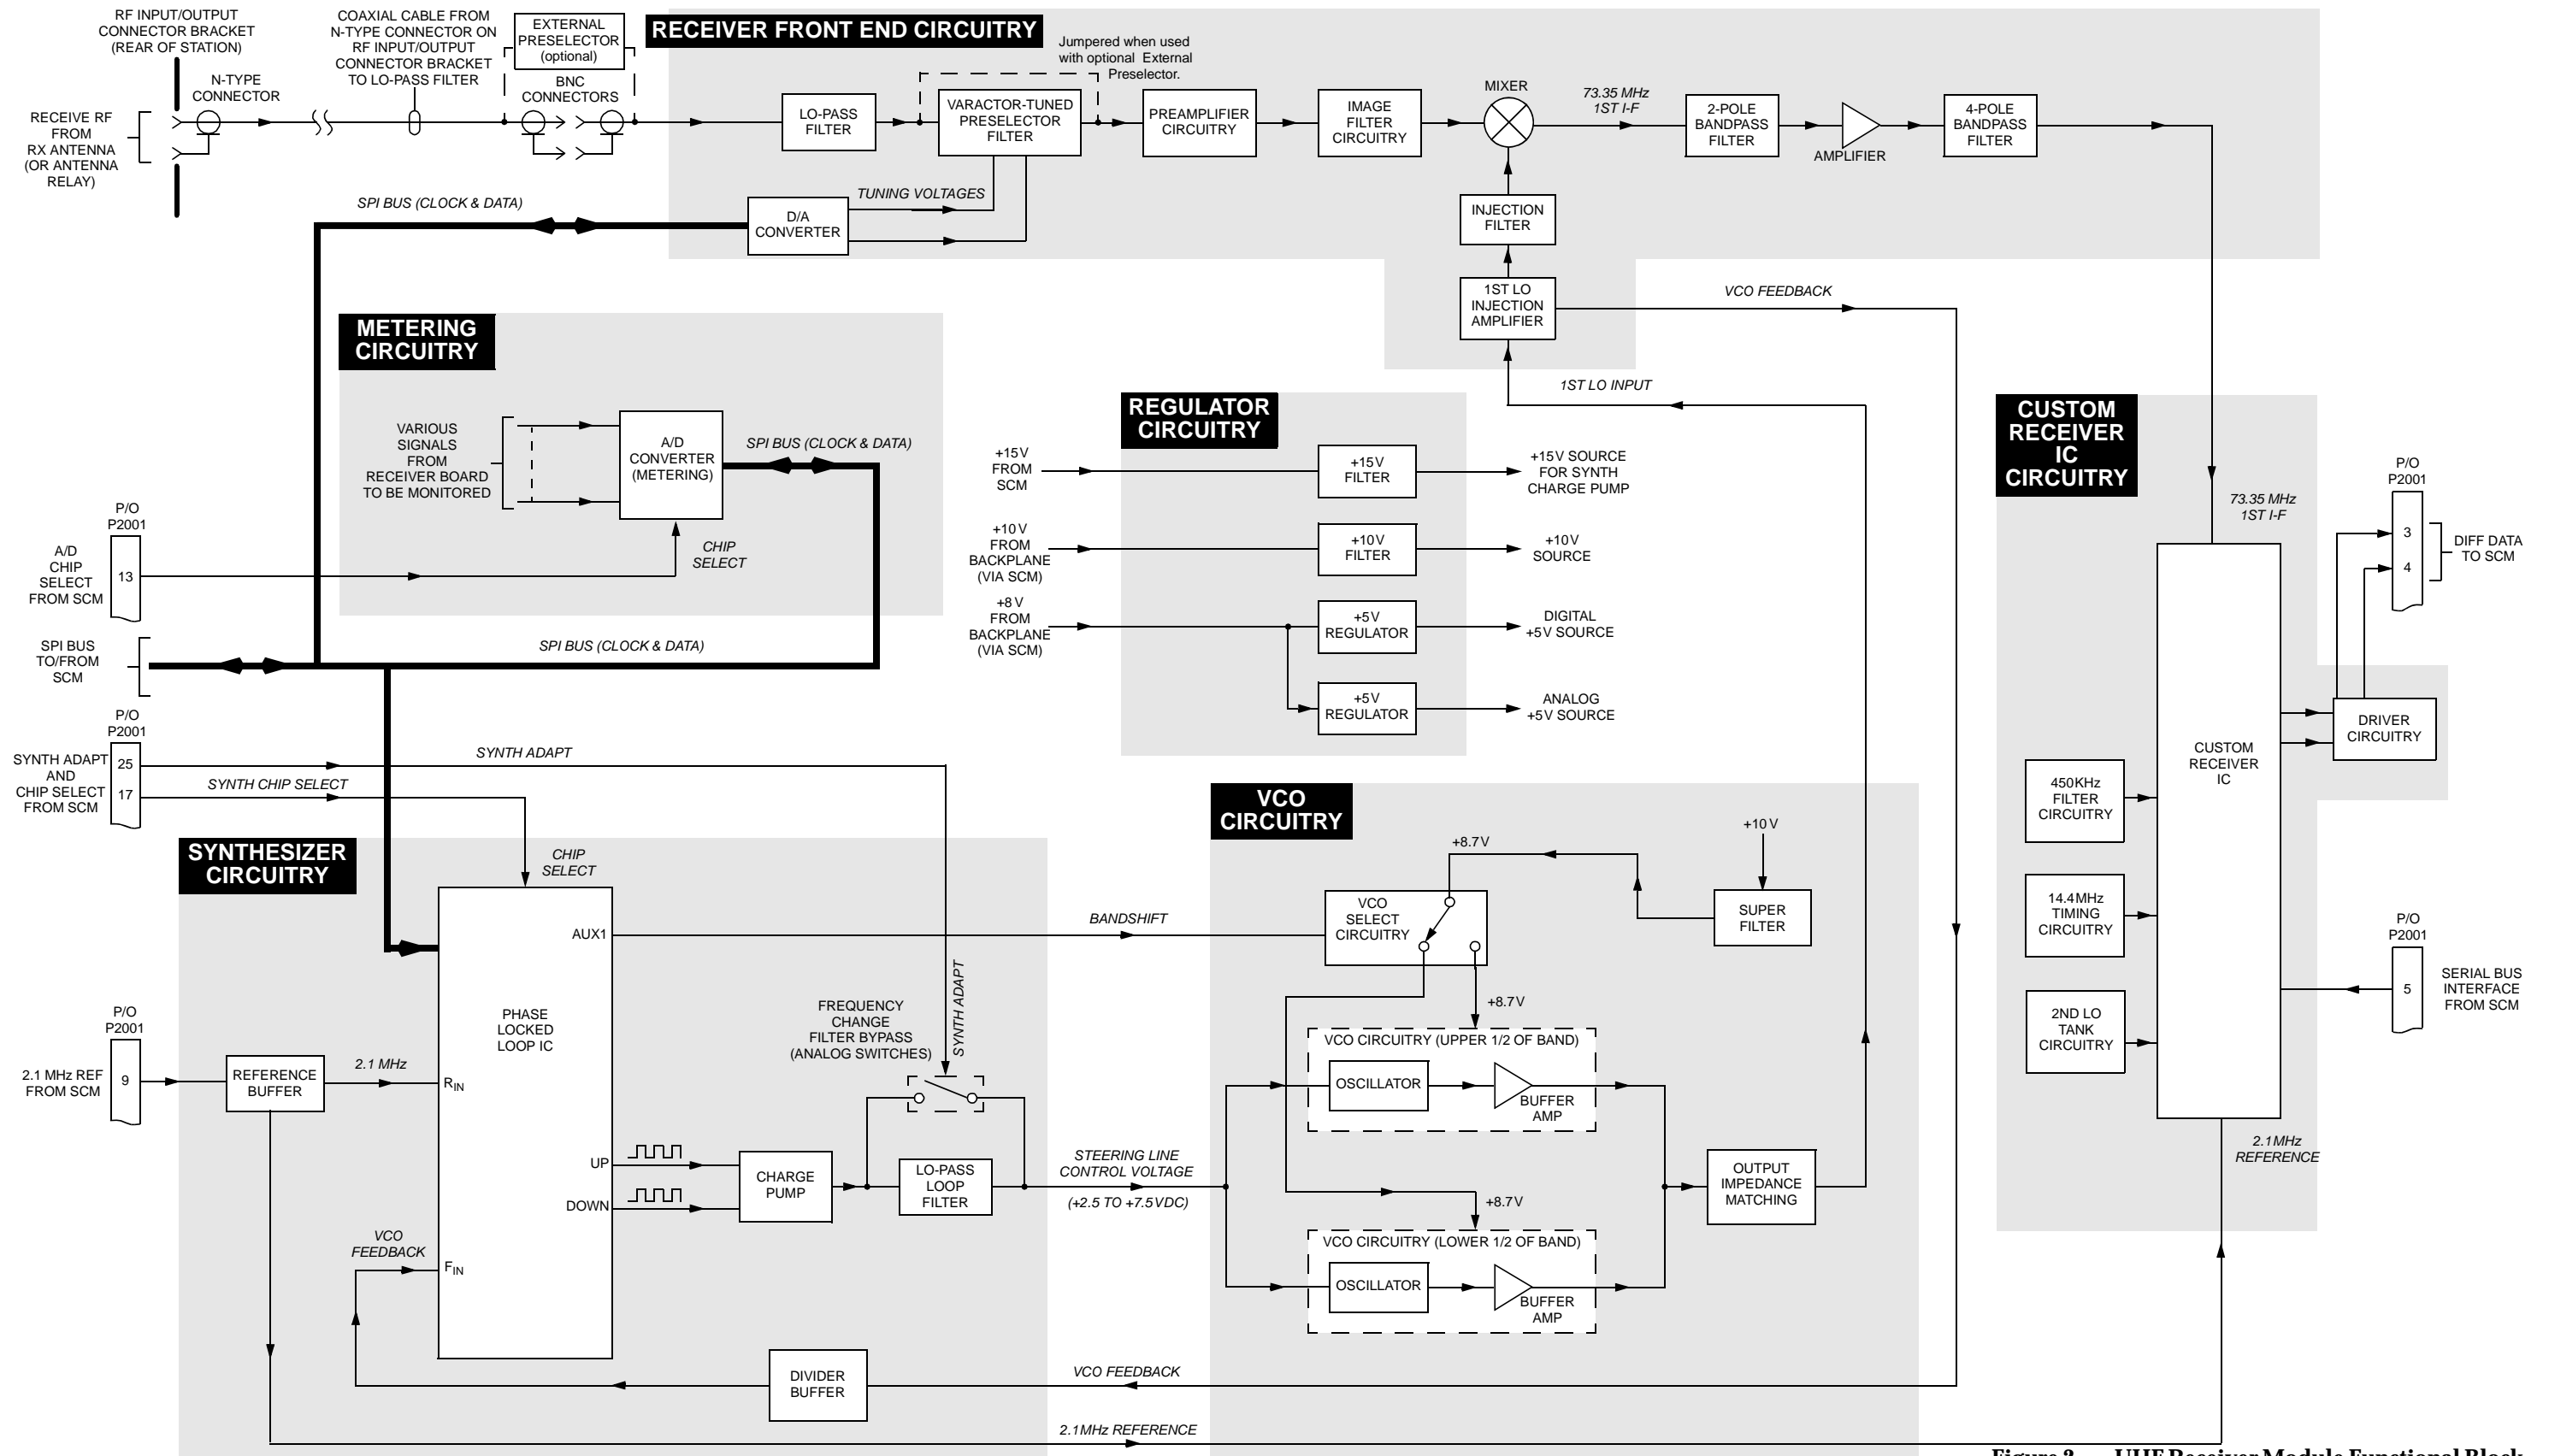 RF INPUT/OUTPUT
CONNECTOR BRACKET
(REAR OF STATION)
N-TYPE
CONNECTOR
COAXIAL CABLE FROM
N-TYPE CONNECTOR ON
RF INPUT/OUTPUT
CONNECTOR BRACKET
TO LO-PASS FILTER
EXTERNAL
PRESELECTOR
(optional)
BNC
CONNECTORS
RECEIVE RF
FROM
RX ANTENNA
(OR ANTENNA
RELAY)
RECEIVER FRONT END CIRCUITRY
Jumpered when used
with optional External
Preselector.
LO-PASS
FILTER
VARACTOR-TUNED
PRESELECTOR
FILTER
PREAMPLIFIER
CIRCUITRY
IMAGE
FILTER
CIRCUITRY
MIXER
73.35 MHz
1ST I-F
2-POLE
BANDPASS
FILTER
AMPLIFIER
4-POLE
BANDPASS
FILTER
SPI BUS (CLOCK & DATA)
D/A
CONVERTER
TUNING VOLTAGES
INJECTION
FILTER
1ST LO
INJECTION
AMPLIFIER
VCO FEEDBACK
1ST LO INPUT
METERING
CIRCUITRY
VARIOUS
SIGNALS
FROM
RECEIVER BOARD
TO BE MONITORED
A/D
CONVERTER
(METERING)
SPI BUS (CLOCK & DATA)
CHIP
SELECT
P/O
P2001
A/D
CHIP
SELECT
FROM SCM
13
SPI BUS
TO/FROM
SCM
SPI BUS (CLOCK & DATA)
REGULATOR
CIRCUITRY
+15V
FROM
SCM
+15V
FILTER
+15V SOURCE
FOR SYNTH
CHARGE PUMP
+10V
FROM
BACKPLANE
(VIA SCM)
+10V
FILTER
+10V
SOURCE
+8V
FROM
BACKPLANE
(VIA SCM)
+5V
REGULATOR
DIGITAL
+5V SOURCE
+5V
REGULATOR
ANALOG
+5V SOURCE
CUSTOM
RECEIVER
IC
CIRCUITRY
73.35 MHz
1ST I-F
P/O
P2001
3
4
DIFF DATA
TO SCM
DRIVER
CIRCUITRY
CUSTOM
RECEIVER
IC
450KHz
FILTER
CIRCUITRY
14.4MHz
TIMING
CIRCUITRY
2ND LO
TANK
CIRCUITRY
P/O
P2001
5
SERIAL BUS
INTERFACE
FROM SCM
2.1MHz
REFERENCE
P/O
P2001
SYNTH ADAPT
AND
CHIP SELECT
FROM SCM
25
17
SYNTH ADAPT
SYNTH CHIP SELECT
SYNTHESIZER
CIRCUITRY
CHIP
SELECT
AUX1
BANDSHIFT
PHASE
LOCKED
LOOP IC
P/O
P2001
2.1 MHz REF
FROM SCM
9
REFERENCE
BUFFER
2.1 MHz
RIN
UP
DOWN
FIN
VCO
FEEDBACK
CHARGE
PUMP
FREQUENCY
CHANGE
FILTER BYPASS
(ANALOG SWITCHES)
SYNTH ADAPT
LO-PASS
LOOP
FILTER
STEERING LINE
CONTROL VOLTAGE
(+2.5 TO +7.5VDC)
DIVIDER
BUFFER
VCO FEEDBACK
2.1MHz REFERENCE
VCO
CIRCUITRY
+8.7V
+10V
VCO
SELECT
CIRCUITRY
SUPER
FILTER
+8.7V
VCO CIRCUITRY (UPPER 1/2 OF BAND)
OSCILLATOR
BUFFER
AMP
+8.7V
VCO CIRCUITRY (LOWER 1/2 OF BAND)
OSCILLATOR
BUFFER
AMP
OUTPUT
IMPEDANCE
MATCHING
UHF Receiver Module Functional Block